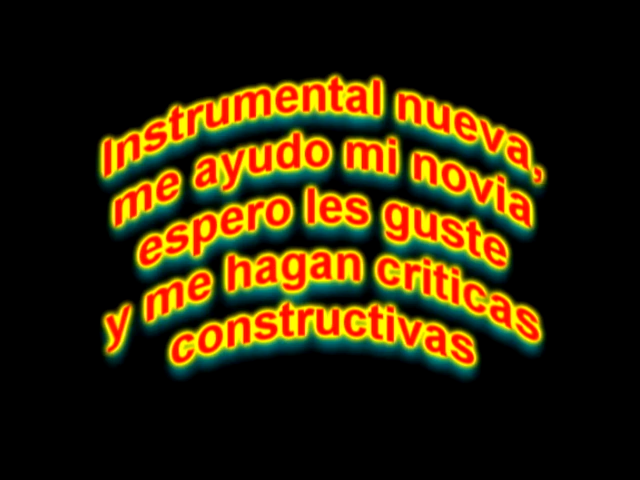 Instrumental nueva,
me ayudo mi novia
espero les guste
y me hagan criticas
constructivas